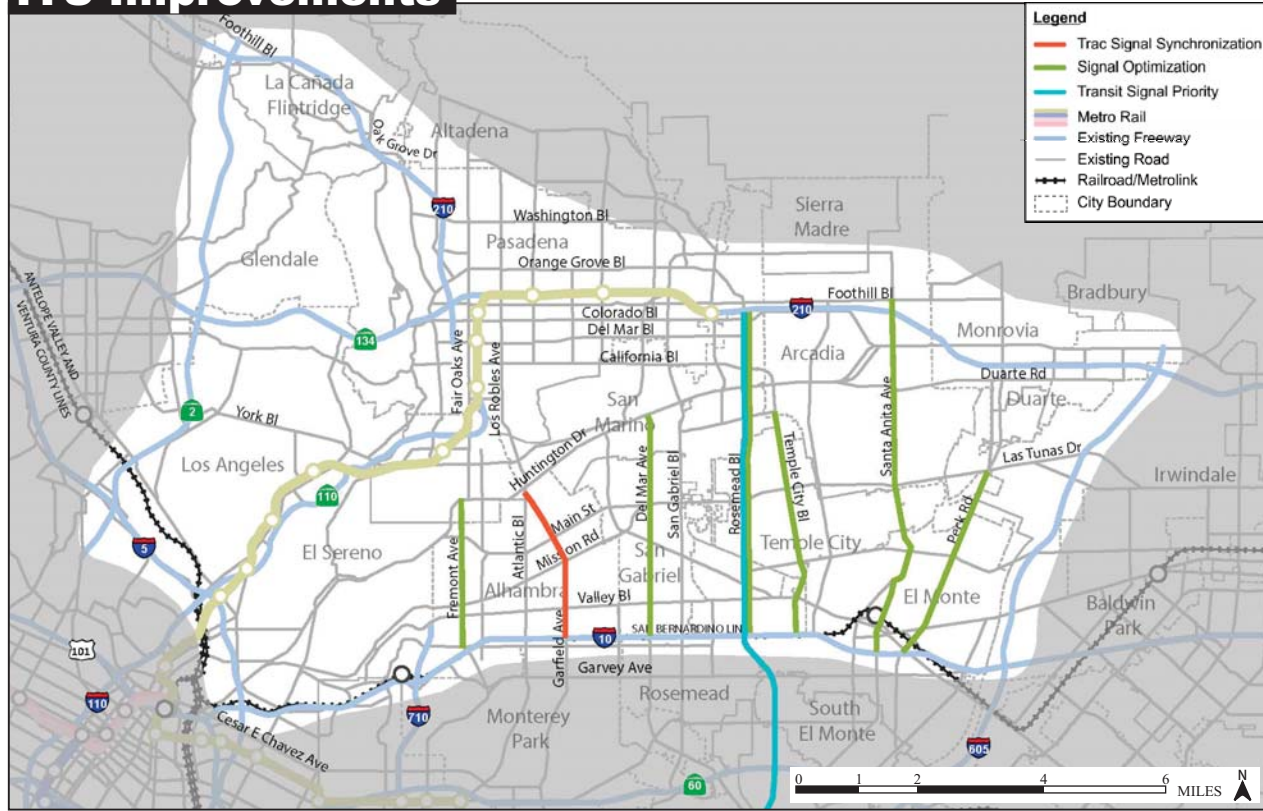 ITS Improvements
Legend
Trac Signal Synchronization
Signal Optimization
Transit Signal Priority
Metro Rail
Existing Freeway
Existing Road
Railroad/Metrolink
City Boundary
Foothill Bl
La Cañada
Flintridge
Oak Grove Dr
Altadena
210
Washington Bl
Sierra
Madre
Pasadena
Glendale
Orange Grove Bl
Foothill Bl
210
Bradbury
ANTELOPE VALLEY AND
VENTURA COUNTY LINES
Colorado Bl
Del Mar Bl
134
Fair Oaks Ave
Los Robles Ave
California Bl
Arcadia
Monrovia
Duarte Rd
Duarte
2
York Bl
San
Marino
Santa Anita Ave
Los Angeles
Huntington Dr
Del Mar Ave
San Gabriel Bl
Rosemead Bl
Temple City Bl
Las Tunas Dr
Irwindale
110
Peck Rd
Main St
Mission Rd
5
El Sereno
Atlantic Bl
Fremont Ave
San
Gabriel
Temple City
Alhambra
Valley Bl
El Monte
Baldwin
Park
SAN BERNARDINO LIN
10
101
Garfield Ave
Garvey Ave
Rosemead
110
710
Cesar E Chavez Ave
Monterey
Park
South
El Monte
605
60
0 1 2 4 6 MILES
N